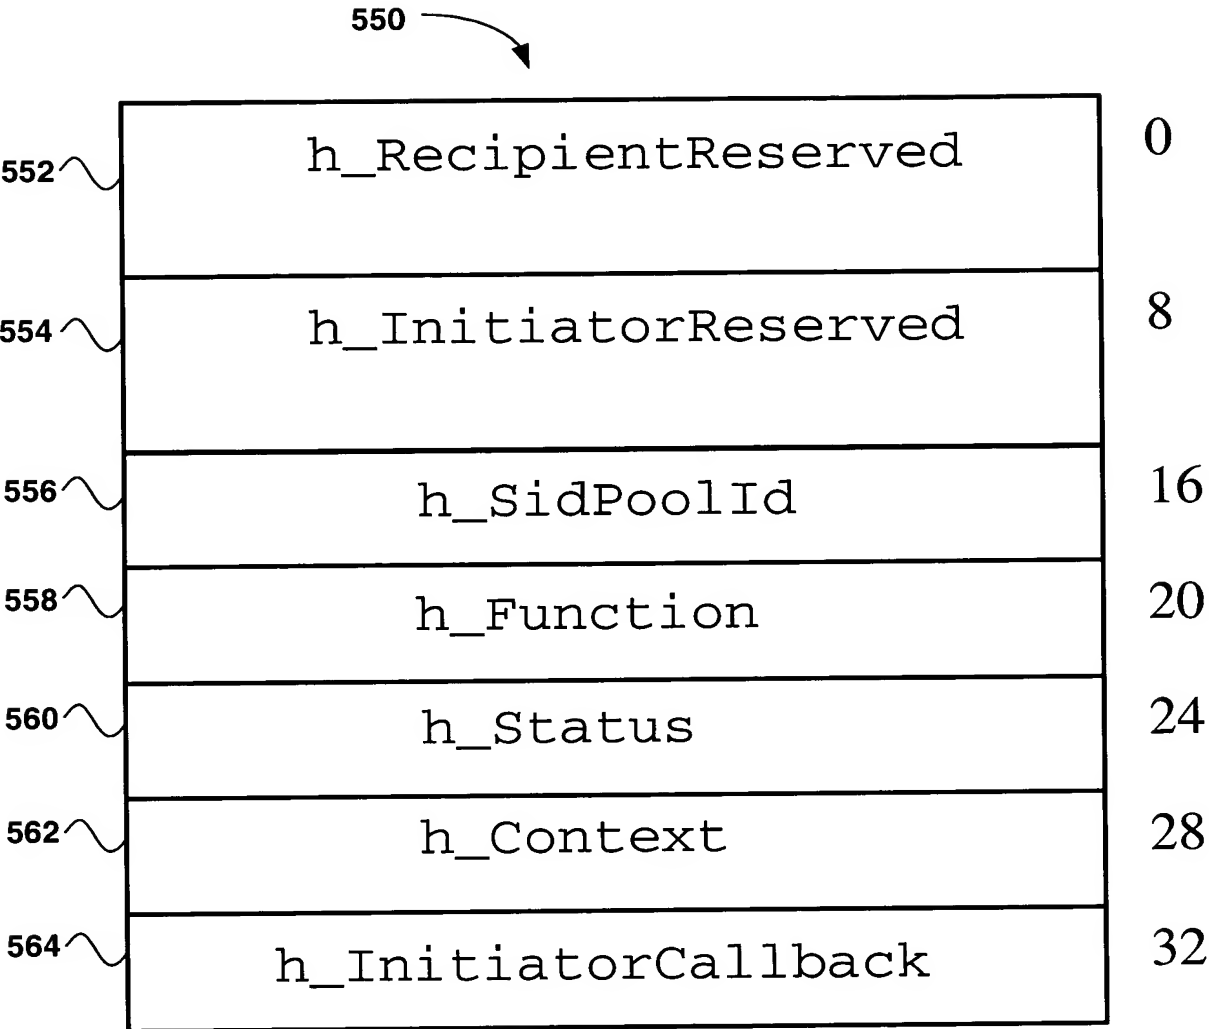 550
552 h_RecipientReserved 0
554 h_InitiatorReserved 8
556 h_SidPoolId 16
558 h_Function 20
560 h_Status 24
562 h_Context 28
564 h_InitiatorCallback 32